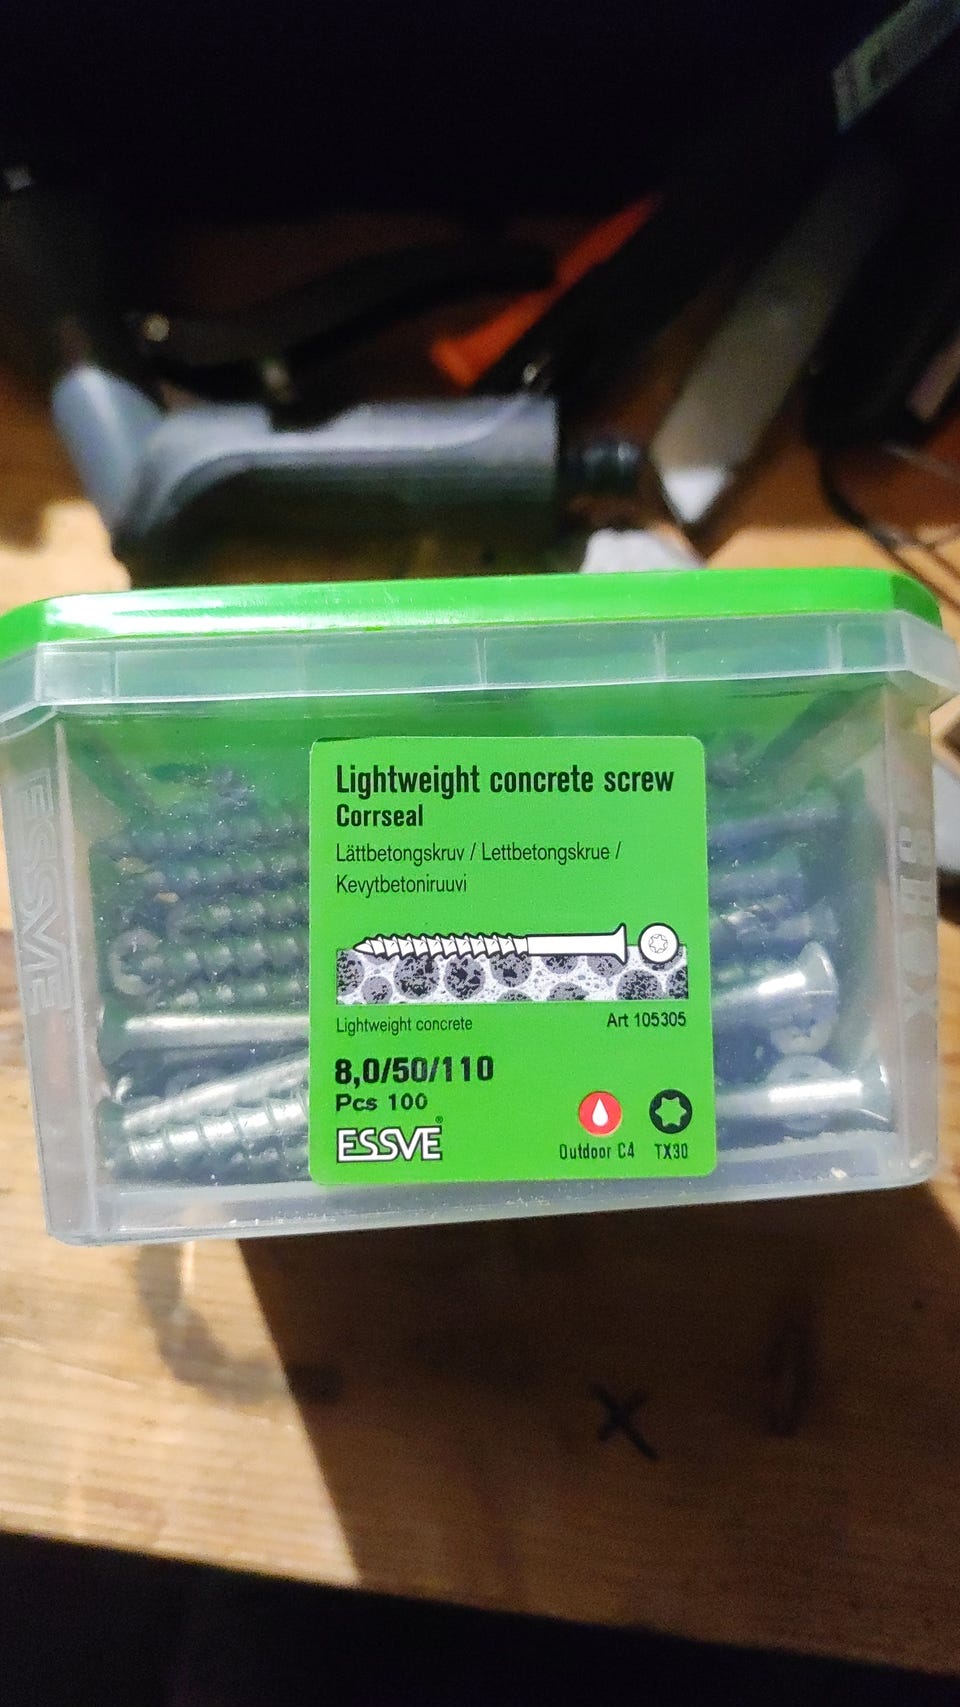 Lightweight concrete screw
Corrseal
Lättbetongskruv / Lettbetongskrue /
Kevytbetoniruuvi
Lightweight concrete
Art 105305
8,0/50/110
Pcs 100
ESSVE®
Outdoor C4
TX30
ESSVE
X